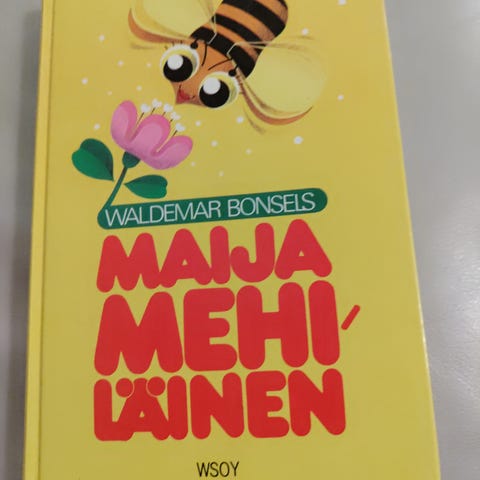 WALDEMAR BONSELS
MAIJA
MEHI-
LÄINEN
WSOY